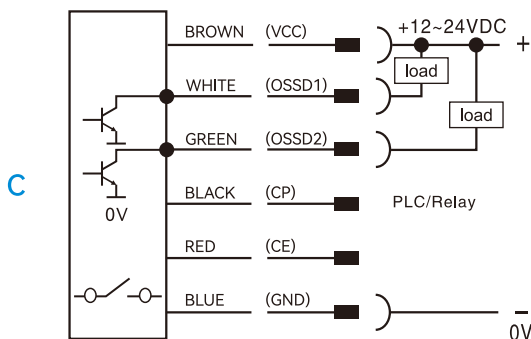 BROWN (VCC) +12~24VDC +
WHITE (OSSD1) load
GREEN (OSSD2) load
C
0V
BLACK (CP) PLC/Relay
RED (CE)
BLUE (GND) −
0V